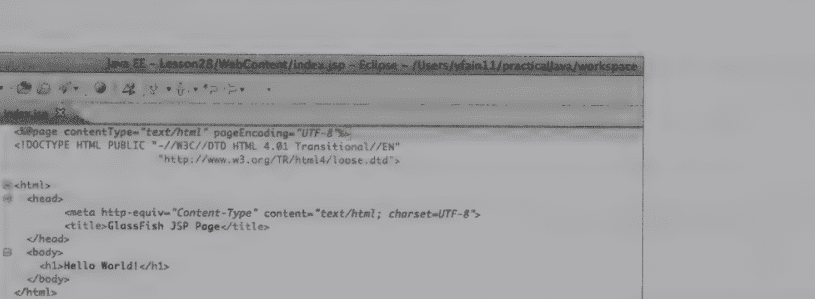 Java EE - Lesson28/WebContent/index.jsp - Eclipse - /Users/yfain11/practicalJava/workspace
index.jsp
<%@page contentType="text/html" pageEncoding="UTF-8"%>
<!DOCTYPE HTML PUBLIC "-//W3C//DTD HTML 4.01 Transitional//EN"
"http://www.w3.org/TR/html4/loose.dtd">
<html>
<head>
<meta http-equiv="Content-Type" content="text/html; charset=UTF-8">
<title>GlassFish JSP Page</title>
</head>
<body>
<h1>Hello World!</h1>
</body>
</html>